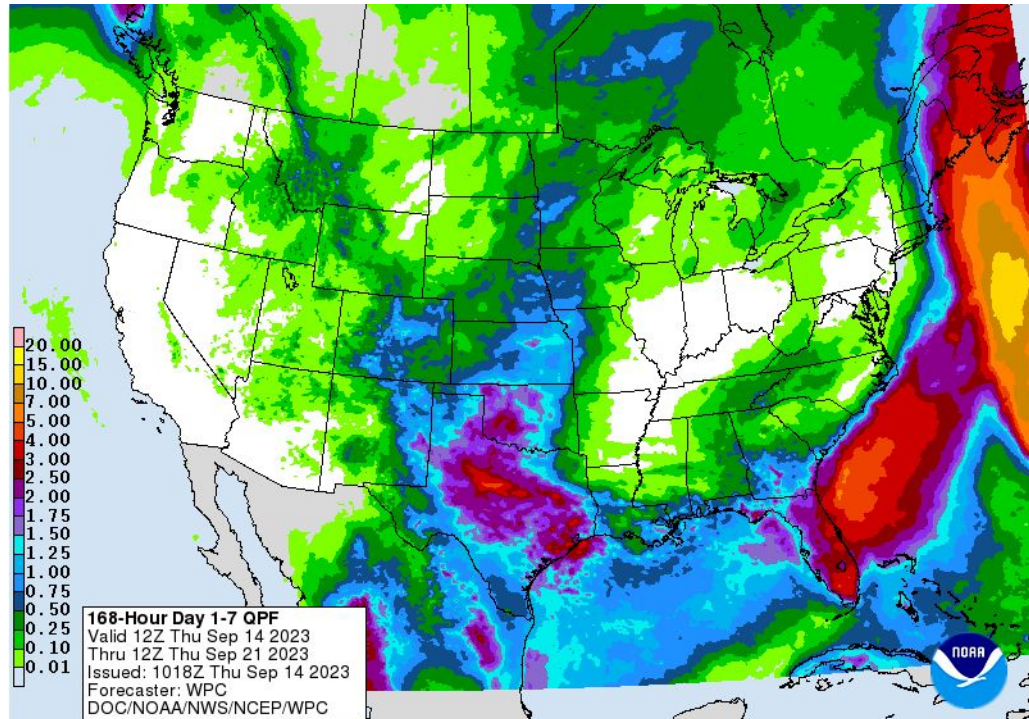 20.00
15.00
10.00
7.00
5.00
4.00
3.00
2.50
2.00
1.75
1.50
1.25
1.00
0.75
0.50
0.25
0.10
0.01
168-Hour Day 1-7 QPF
Valid 12Z Thu Sep 14 2023
Thru 12Z Thu Sep 21 2023
Issued: 1018Z Thu Sep 14 2023
Forecaster: WPC
DOC/NOAA/NWS/NCEP/WPC
NOAA